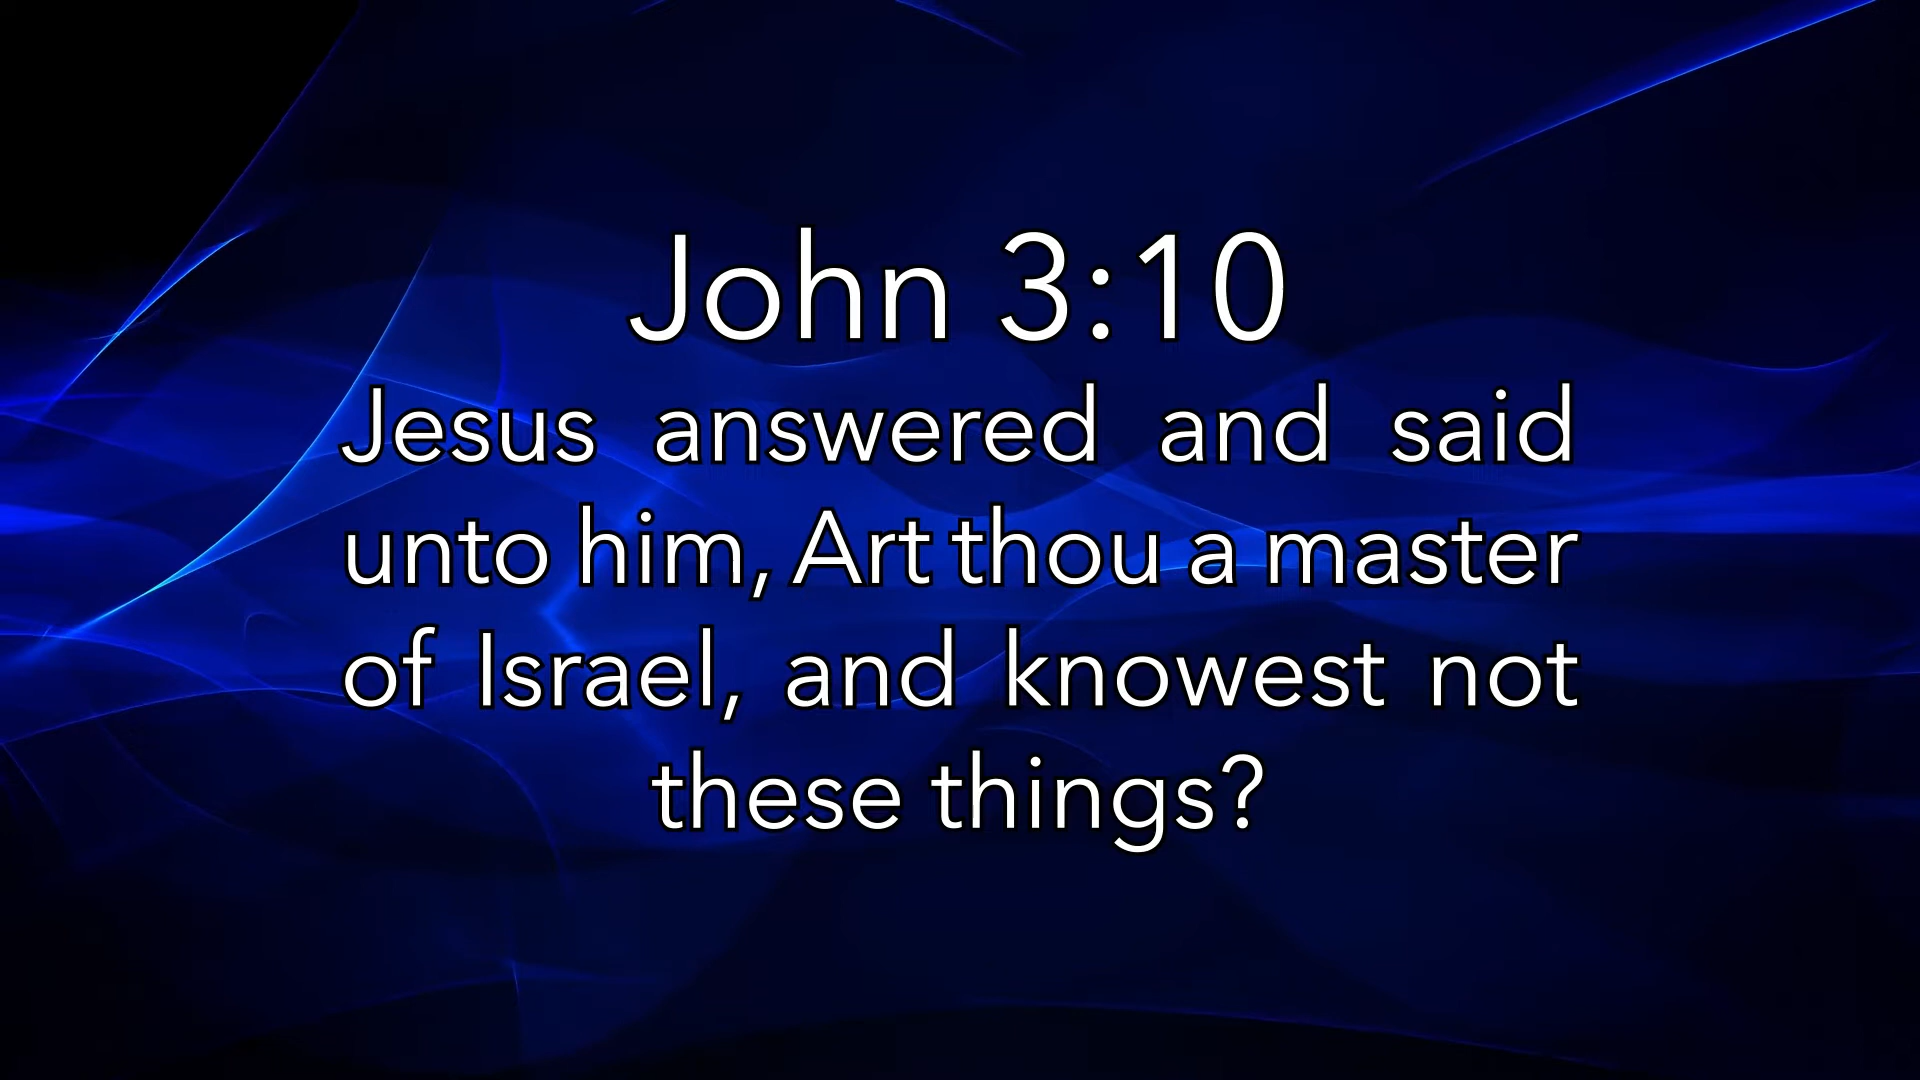 John 3:10
Jesus answered and said
unto him, Art thou a master
of Israel, and knowest not
these things?